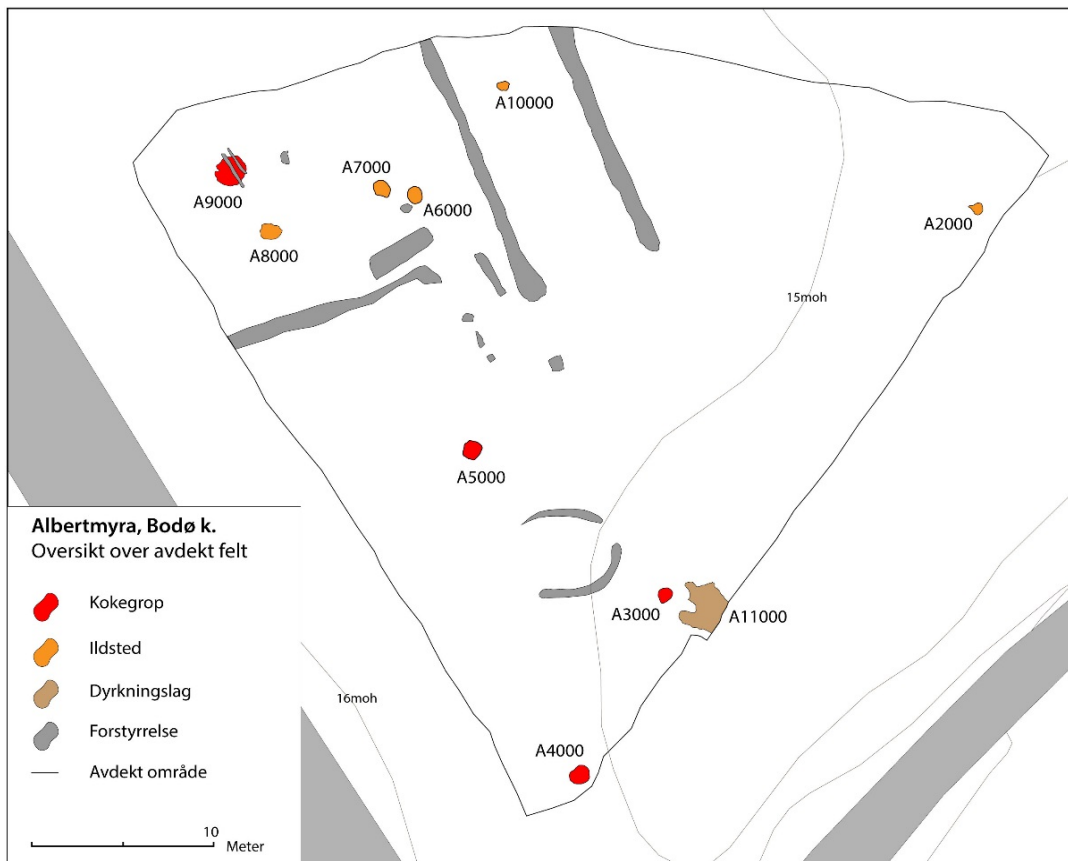 A10000
A7000
A9000
A6000
A2000
A8000
15moh
A5000
Albertmyra, Bodø k.
Oversikt over avdekt felt
Kokegrop
A3000
A11000
Ildsted
Dyrkningslag
16moh
Forstyrrelse
A4000
Avdekt område
10
Meter